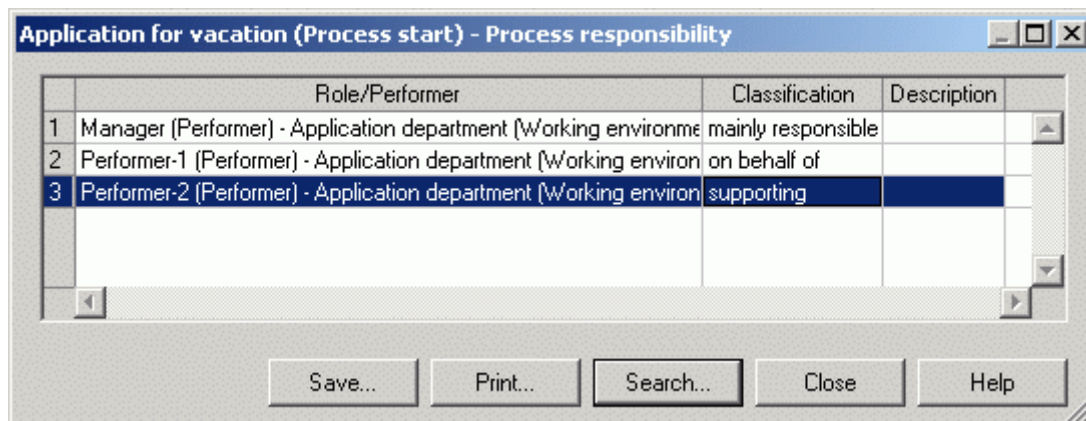 Application for vacation (Process start) - Process responsibility
Role/Performer Classification Description
1 Manager (Performer) - Application department (Working environme mainly responsible
2 Performer-1 (Performer) - Application department (Working environ on behalf of
3 Performer-2 (Performer) - Application department (Working environ supporting
Save... Print... Search... Close Help